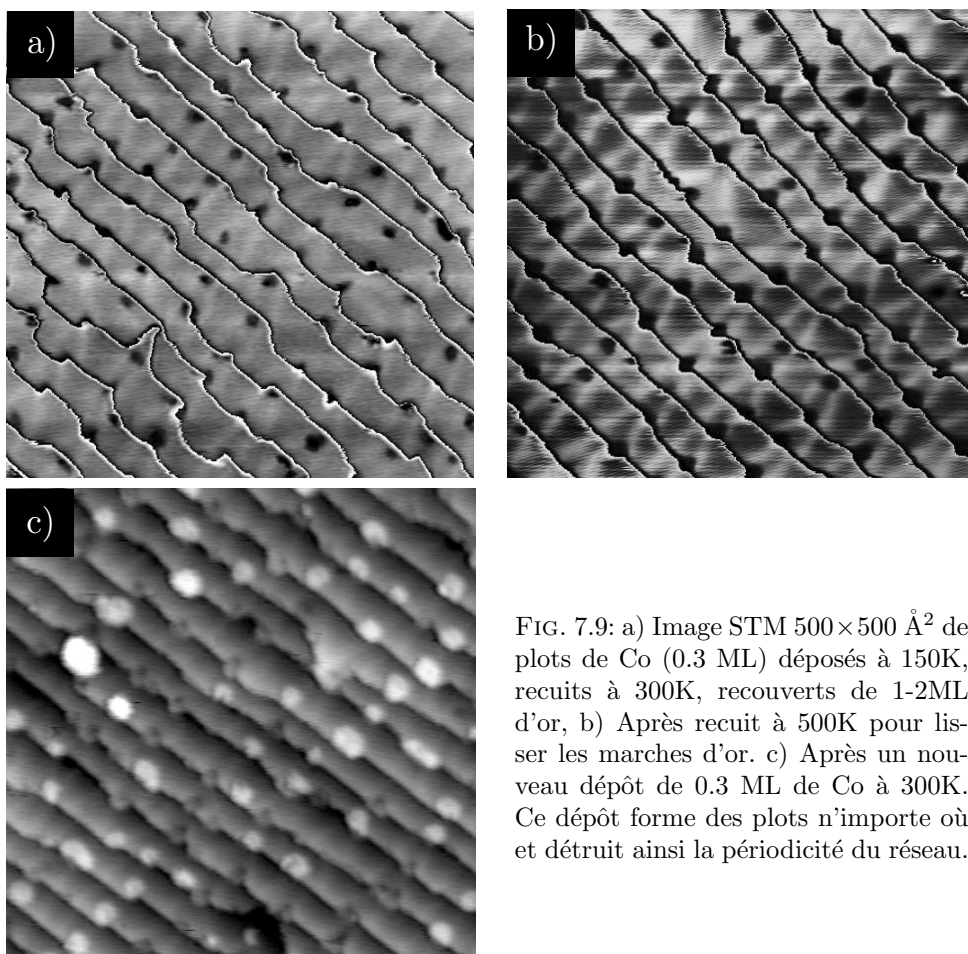 a)
b)
c)
FIG. 7.9: a) Image STM 500×500 Å² de
plots de Co (0.3 ML) déposés à 150K,
recuits à 300K, recouverts de 1-2ML
d'or, b) Après recuit à 500K pour lis-
ser les marches d'or. c) Après un nou-
veau dépôt de 0.3 ML de Co à 300K.
Ce dépôt forme des plots n'importe où
et détruit ainsi la périodicité du réseau.